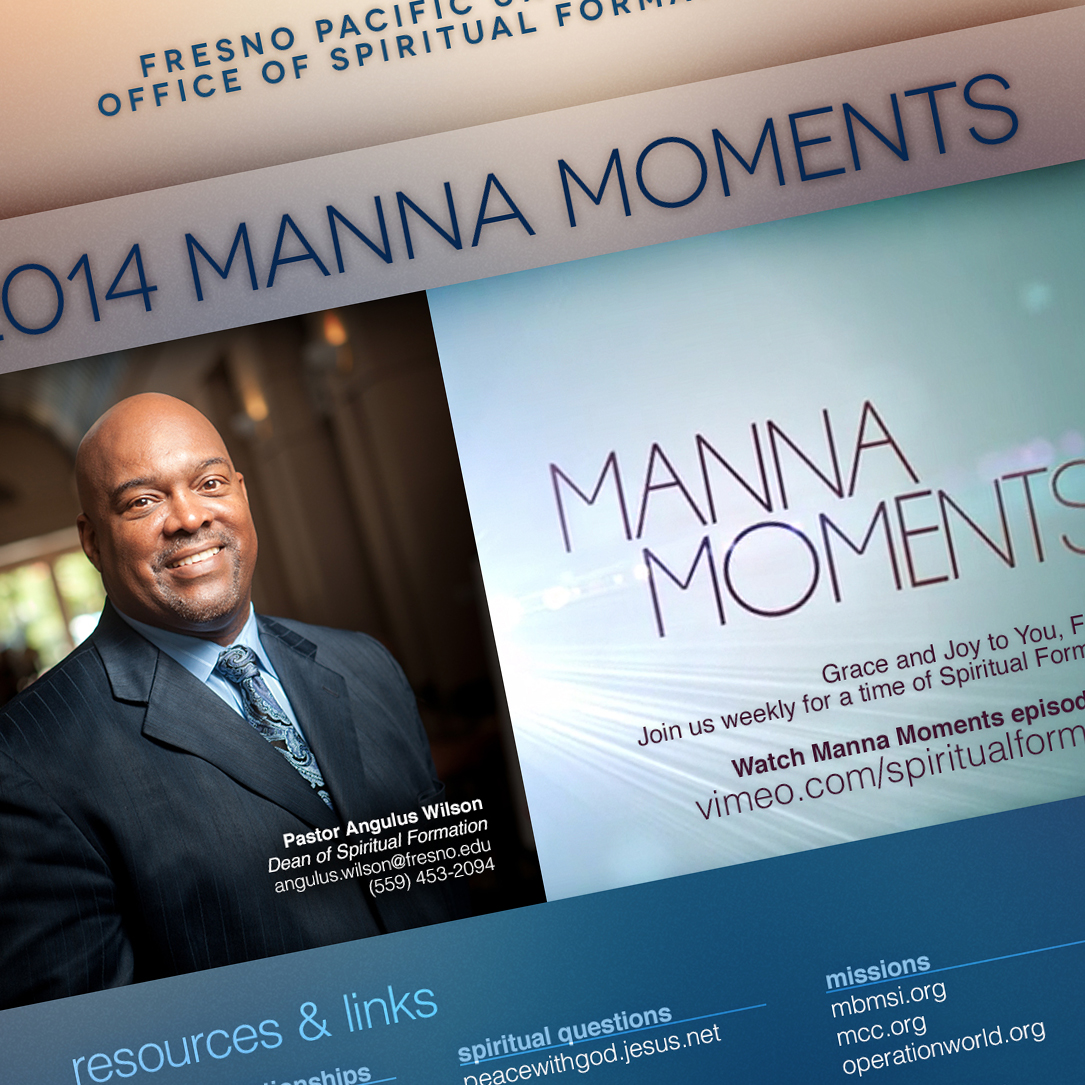 FRESNO PACIFIC
OFFICE OF SPIRITUAL
2014 MANNA MOMENTS
MANNA
MOMENTS
Grace and Joy to You,
Join us weekly for a time of Spiritual
Watch Manna Moments
vimeo.com/spiritualform
Pastor Angulus Wilson
Dean of Spiritual Formation
angulus.wilson@fresno.edu
(559) 453-2094
resources & links
spiritual questions
peacewithgod.jesus.net
missions
mbmsi.org
mcc.org
operationworld.org